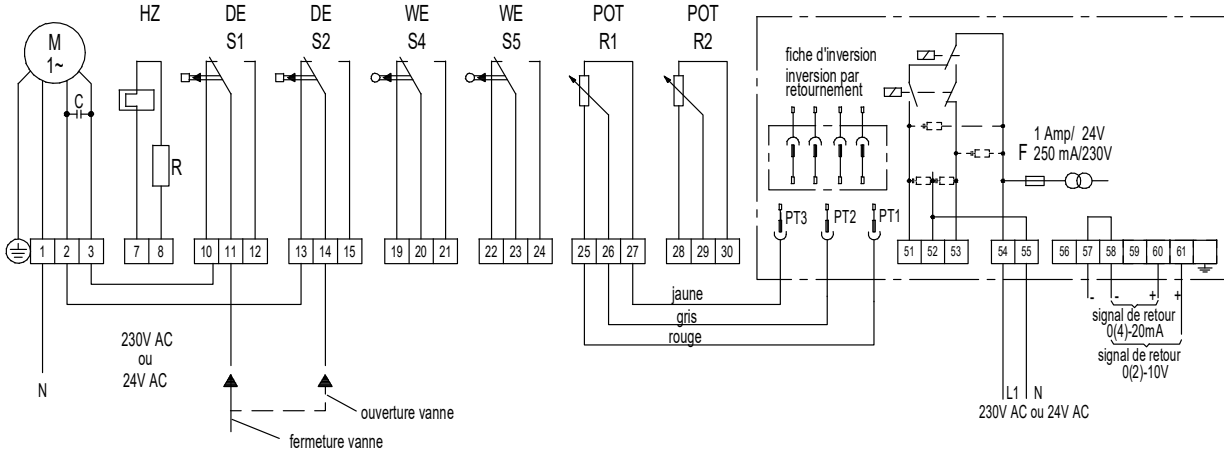 HZ DE DE WE WE POT POT
S1 S2 S4 S5 R1 R2
M
1~
C
R
fiche d'inversion
inversion par
retournement
1 Amp/ 24V
F 250 mA/230V
PT3 PT2 PT1
1 2 3 7 8 10 11 12 13 14 15 19 20 21 22 23 24 25 26 27 28 29 30 51 52 53 54 55 56 57 58 59 60 61
jaune
gris
rouge
- - + +
signal de retour
0(4)-20mA
signal de retour
0(2)-10V
230V AC
ou
24V AC
N
L1 N
230V AC ou 24V AC
ouverture vanne
fermeture vanne